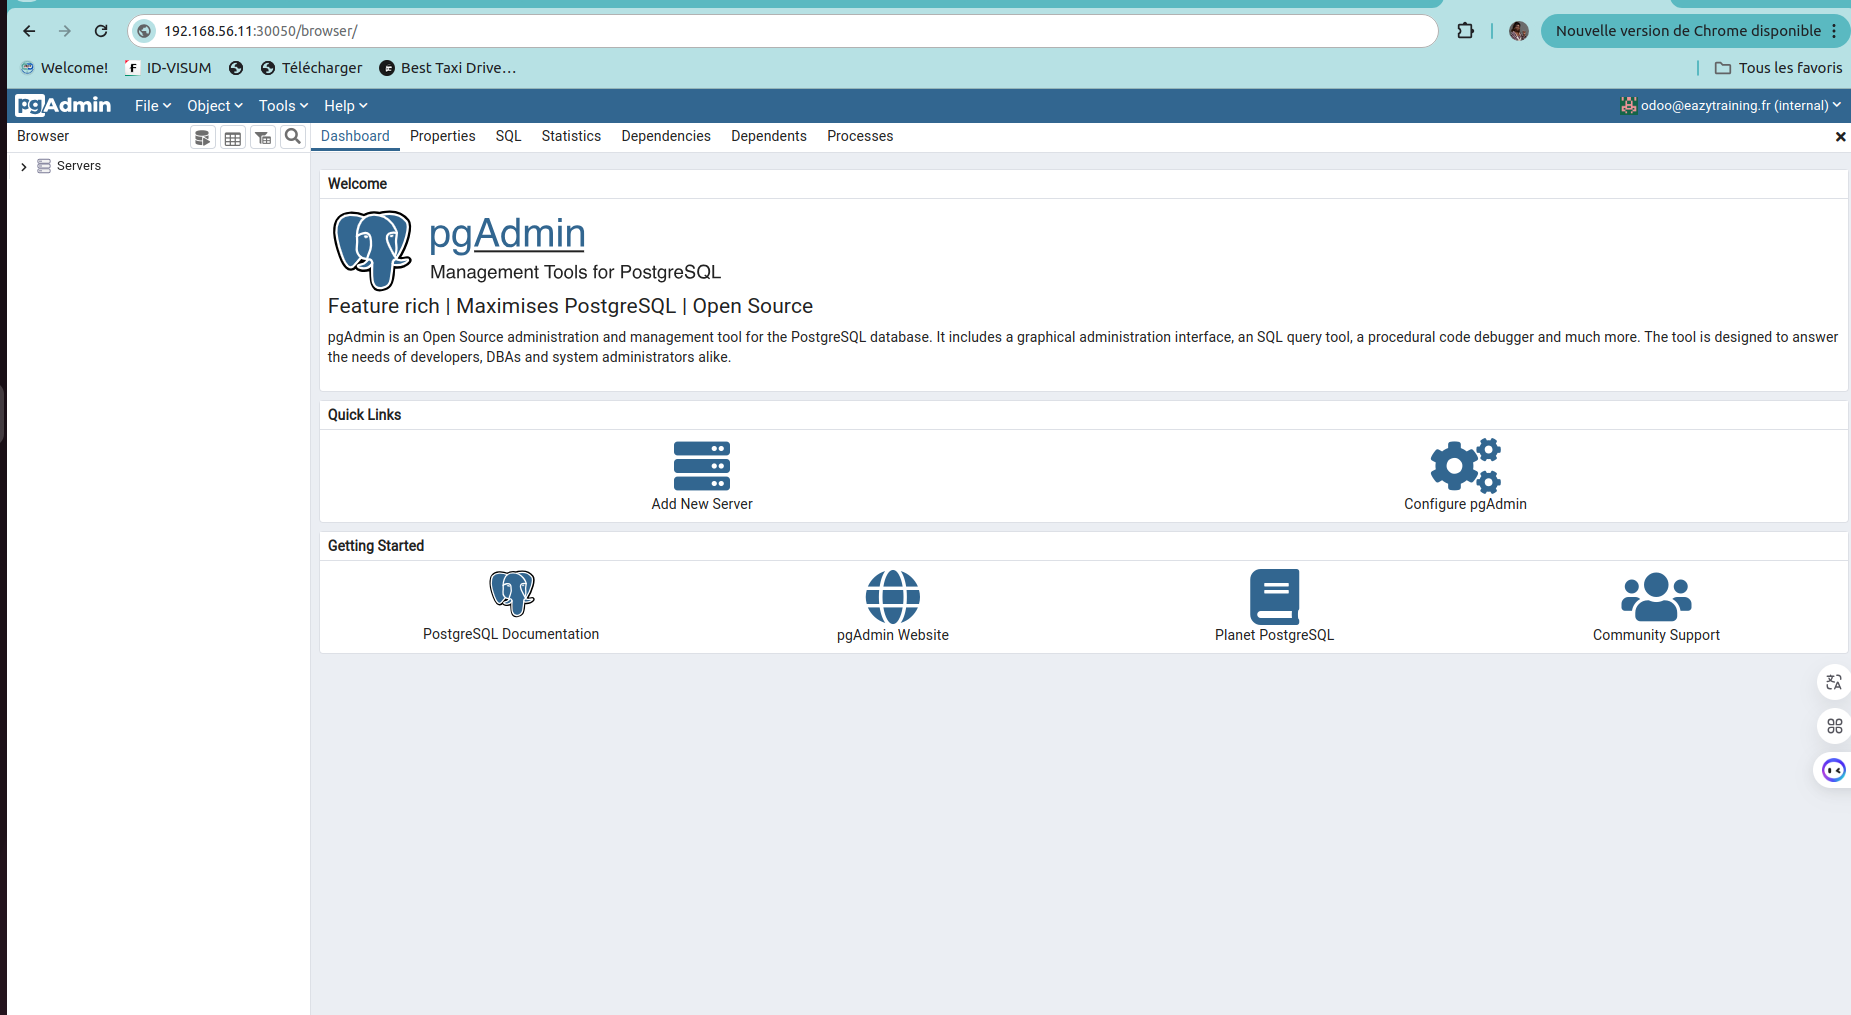 192.168.56.11:30050/browser/
Nouvelle version de Chrome disponible
Welcome!
ID-VISUM
Télécharger
Best Taxi Drive…
Tous les favoris
pgAdmin
File
Object
Tools
Help
odoo@eazytraining.fr (internal)
Browser
Dashboard
Properties
SQL
Statistics
Dependencies
Dependents
Processes
Servers
Welcome
pgAdmin
Management Tools for PostgreSQL
Feature rich | Maximises PostgreSQL | Open Source
pgAdmin is an Open Source administration and management tool for the PostgreSQL database. It includes a graphical administration interface, an SQL query tool, a procedural code debugger and much more. The tool is designed to answer
the needs of developers, DBAs and system administrators alike.
Quick Links
Add New Server
Configure pgAdmin
Getting Started
PostgreSQL Documentation
pgAdmin Website
Planet PostgreSQL
Community Support